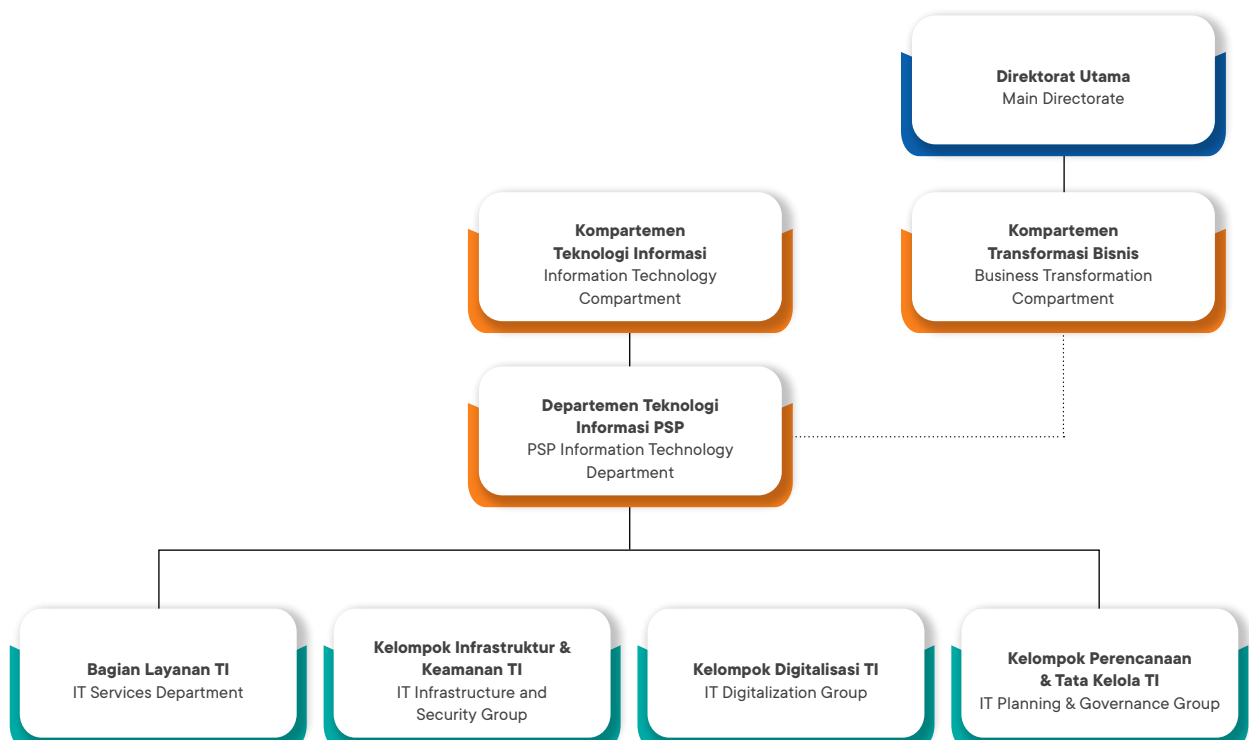 Direktorat Utama
Main Directorate
Kompartemen
Teknologi Informasi
Information Technology
Compartment
Kompartemen
Transformasi Bisnis
Business Transformation
Compartment
Departemen Teknologi
Informasi PSP
PSP Information Technology
Department
Bagian Layanan TI
IT Services Department
Kelompok Infrastruktur &
Keamanan TI
IT Infrastructure and
Security Group
Kelompok Digitalisasi TI
IT Digitalization Group
Kelompok Perencanaan
& Tata Kelola TI
IT Planning & Governance Group